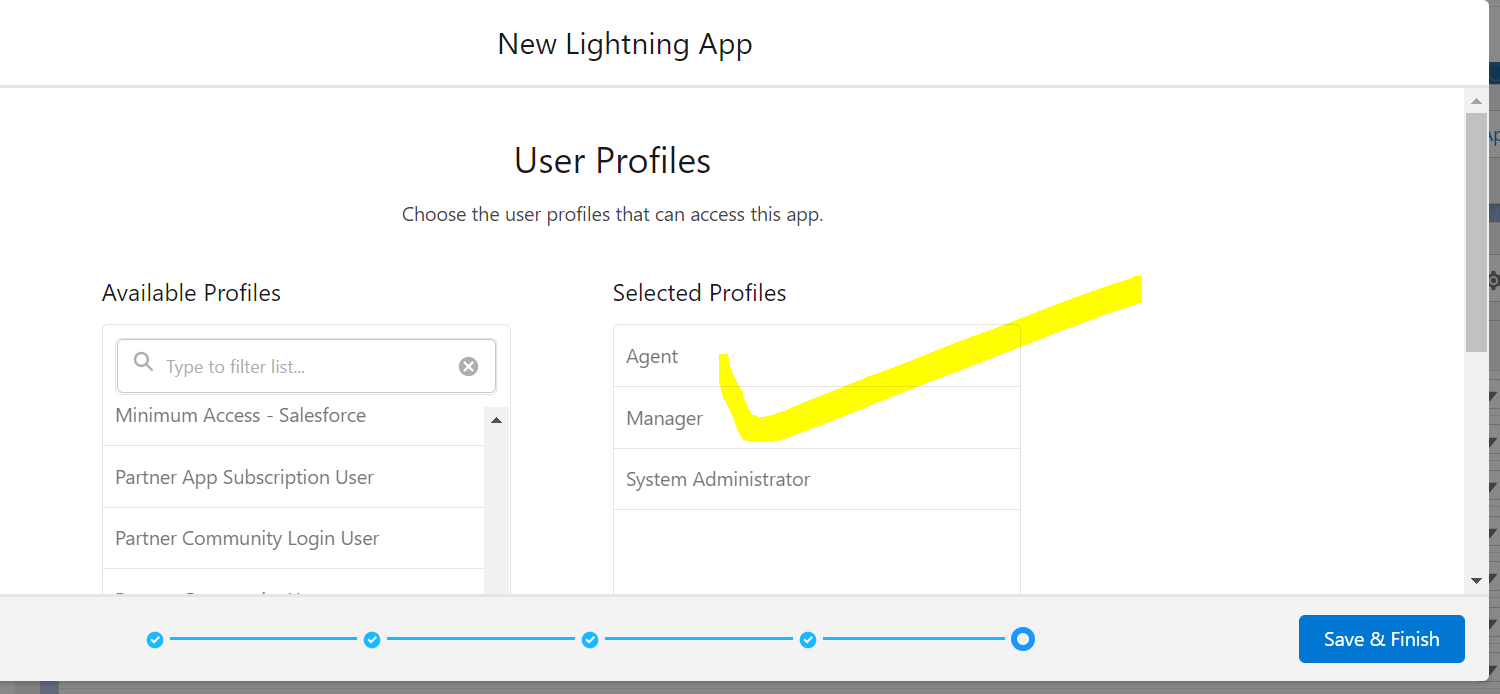 New Lightning App
User Profiles
Choose the user profiles that can access this app.
Available Profiles
Type to filter list...
Minimum Access - Salesforce
Partner App Subscription User
Partner Community Login User
Selected Profiles
Agent
Manager
System Administrator
Save & Finish